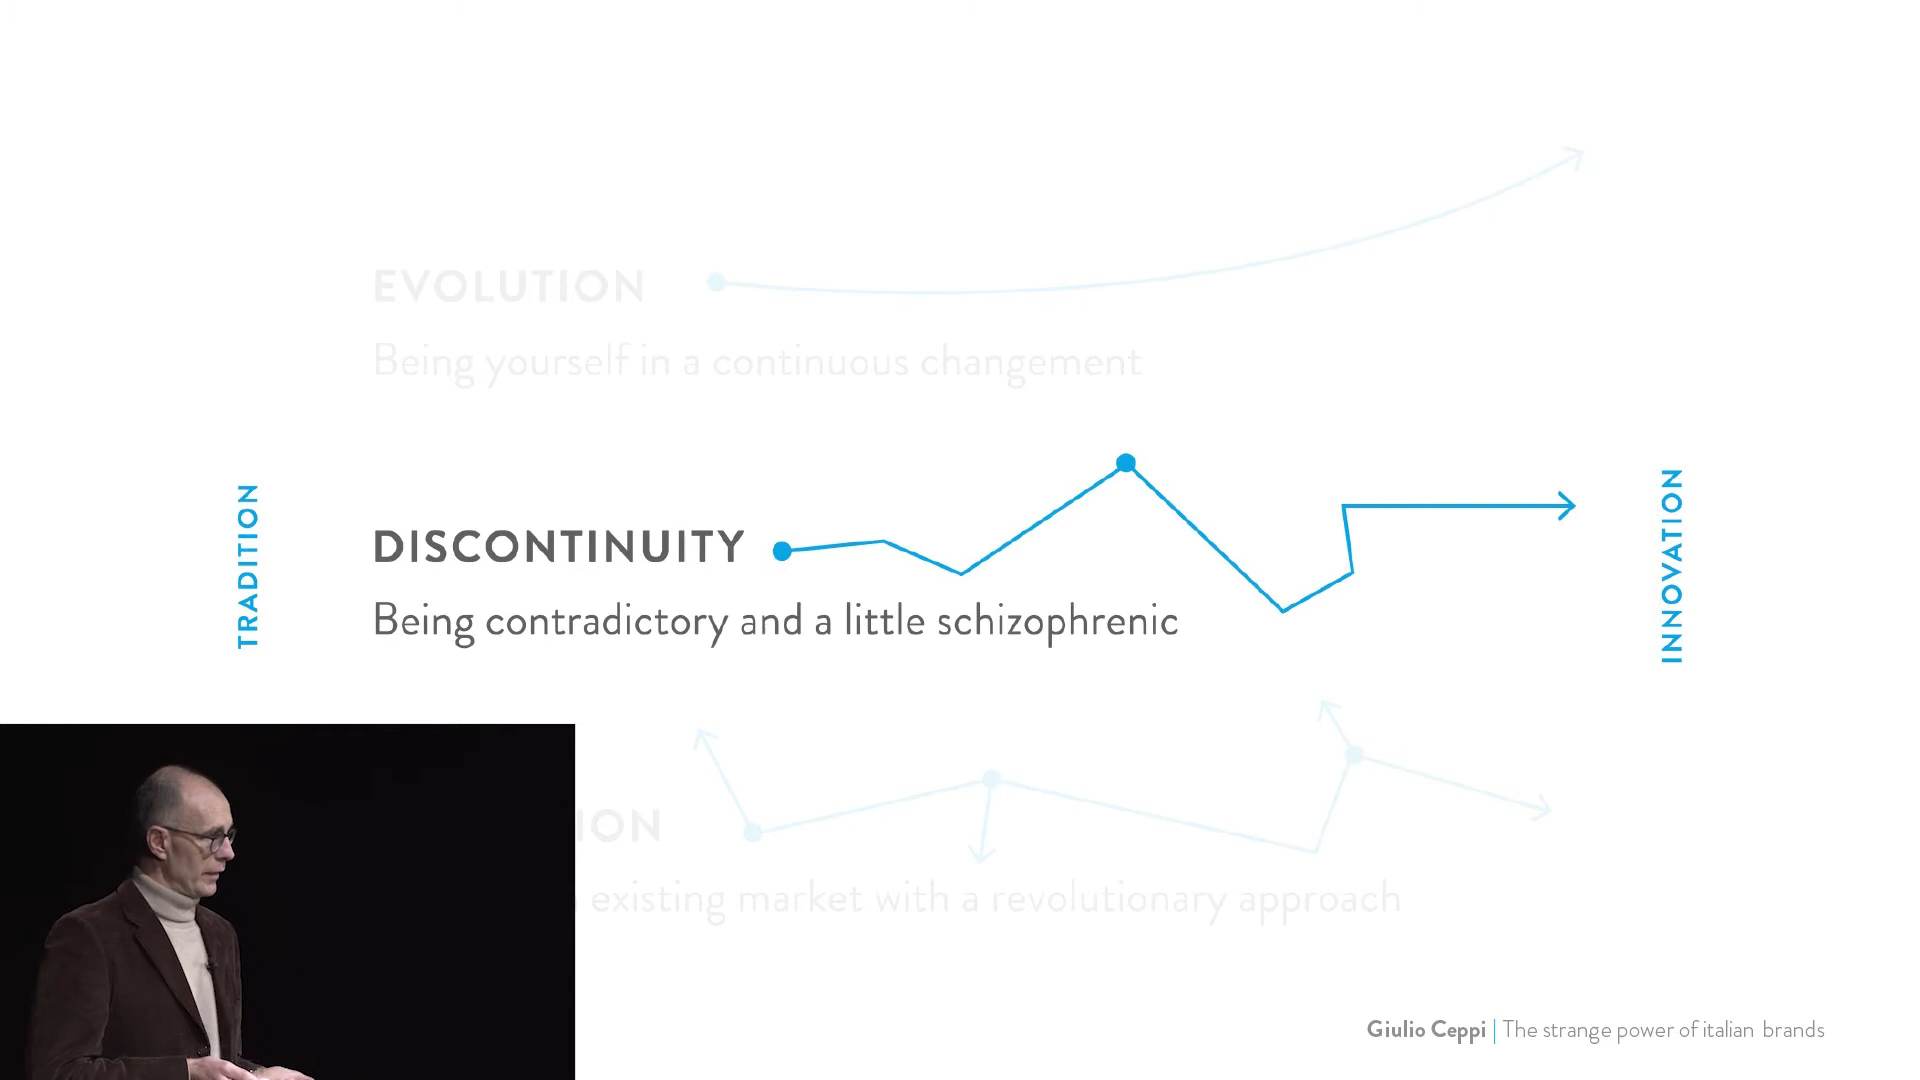 EVOLUTION
Being yourself in a continuous changement
TRADITION
DISCONTINUITY
Being contradictory and a little schizophrenic
INNOVATION
ION
existing market with a revolutionary approach
Giulio Ceppi | The strange power of italian brands